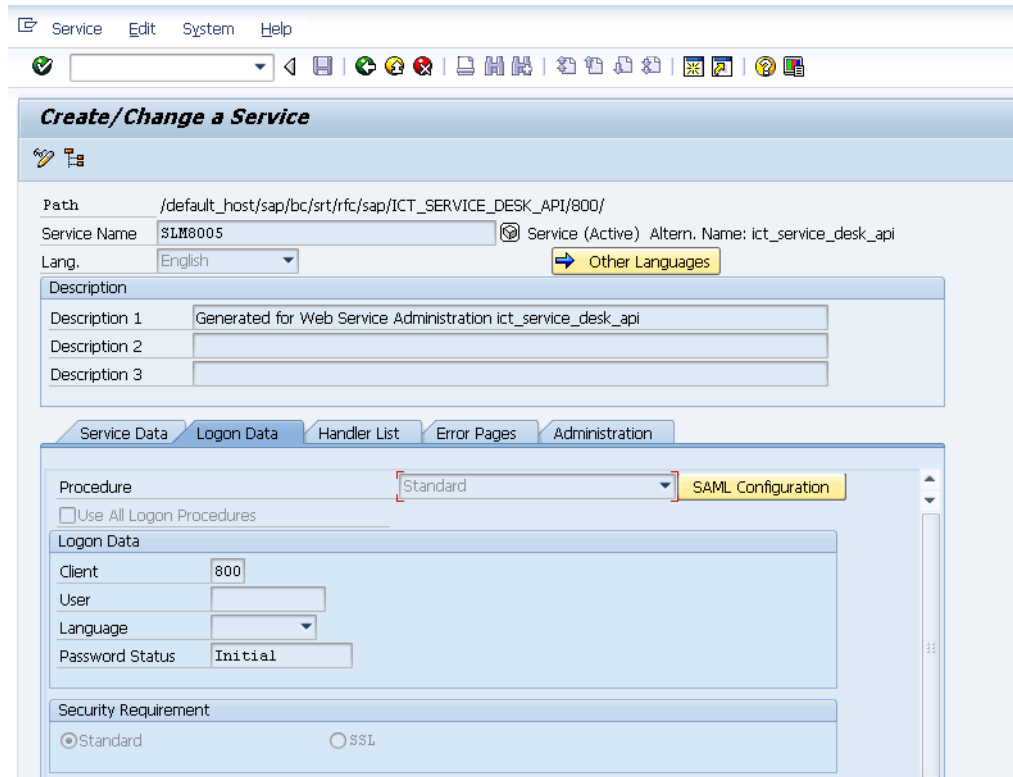 Service Edit System Help
Create/Change a Service
Path /default_host/sap/bc/srt/rfc/sap/ICT_SERVICE_DESK_API/800/
Service Name SLM8005 Service (Active) Altern. Name: ict_service_desk_api
Lang. English Other Languages
Description
Description 1 Generated for Web Service Administration ict_service_desk_api
Description 2
Description 3
Service Data Logon Data Handler List Error Pages Administration
Procedure Standard SAML Configuration
Use All Logon Procedures
Logon Data
Client 800
User
Language
Password Status Initial
Security Requirement
Standard SSL